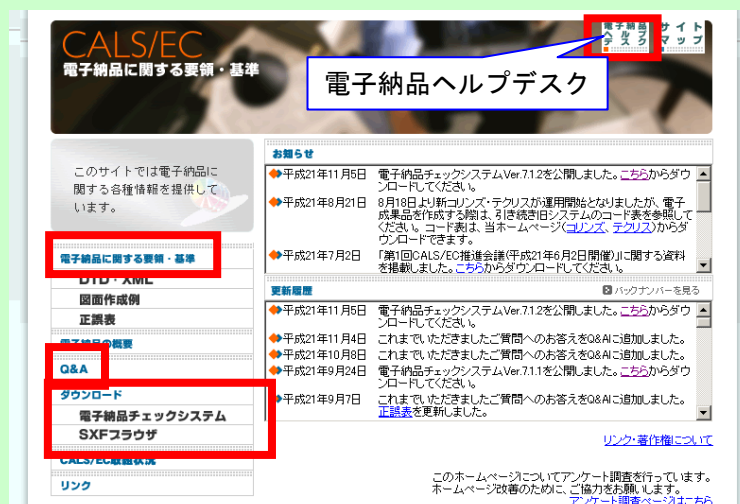 CALS/EC
電子納品に関する要領・基準
電子納品
ヘルプ
デスク
サイト
マップ
電子納品ヘルプデスク
このサイトでは電子納品に
関する各種情報を提供して
います。
電子納品に関する要領・基準
DTD・XML
図面作成例
正誤表
電子納品の概要
Q&A
ダウンロード
電子納品チェックシステム
SXFブラウザ
CALS/EC取組状況
リンク
お知らせ
平成21年11月5日 電子納品チェックシステムVer.7.1.2を公開しました。こちらからダウ
ンロードしてください。
平成21年8月21日 8月18日より新コリンズ・テクリスが運用開始となりましたが、電子
成果品を作成する際は、引き続き旧システムのコード表を参照して
ください。コード表は、当ホームページ(コリンズ、テクリス)からダ
ウンロードできます。
平成21年7月2日 「第1回CALS/EC推進会議(平成21年6月2日開催)」に関する資料
を掲載しました。こちらからダウンロードしてください。
更新履歴
バックナンバーを見る
平成21年11月5日 電子納品チェックシステムVer.7.1.2を公開しました。こちらからダウ
ンロードしてください。
平成21年11月4日 これまでいただきましたご質問へのお答えをQ&Aに追加しました。
平成21年10月8日 これまでいただきましたご質問へのお答えをQ&Aに追加しました。
平成21年9月24日 電子納品チェックシステムVer.7.1.1を公開しました。こちらからダウ
ンロードしてください。
平成21年9月7日 これまでいただきましたご質問へのお答えをQ&Aに追加しました。
正誤表を更新しました。
リンク・著作権について
このホームページについてアンケート調査を行っています。
ホームページ改善のために、ご協力をお願いします。
アンケート調査ページはこちら